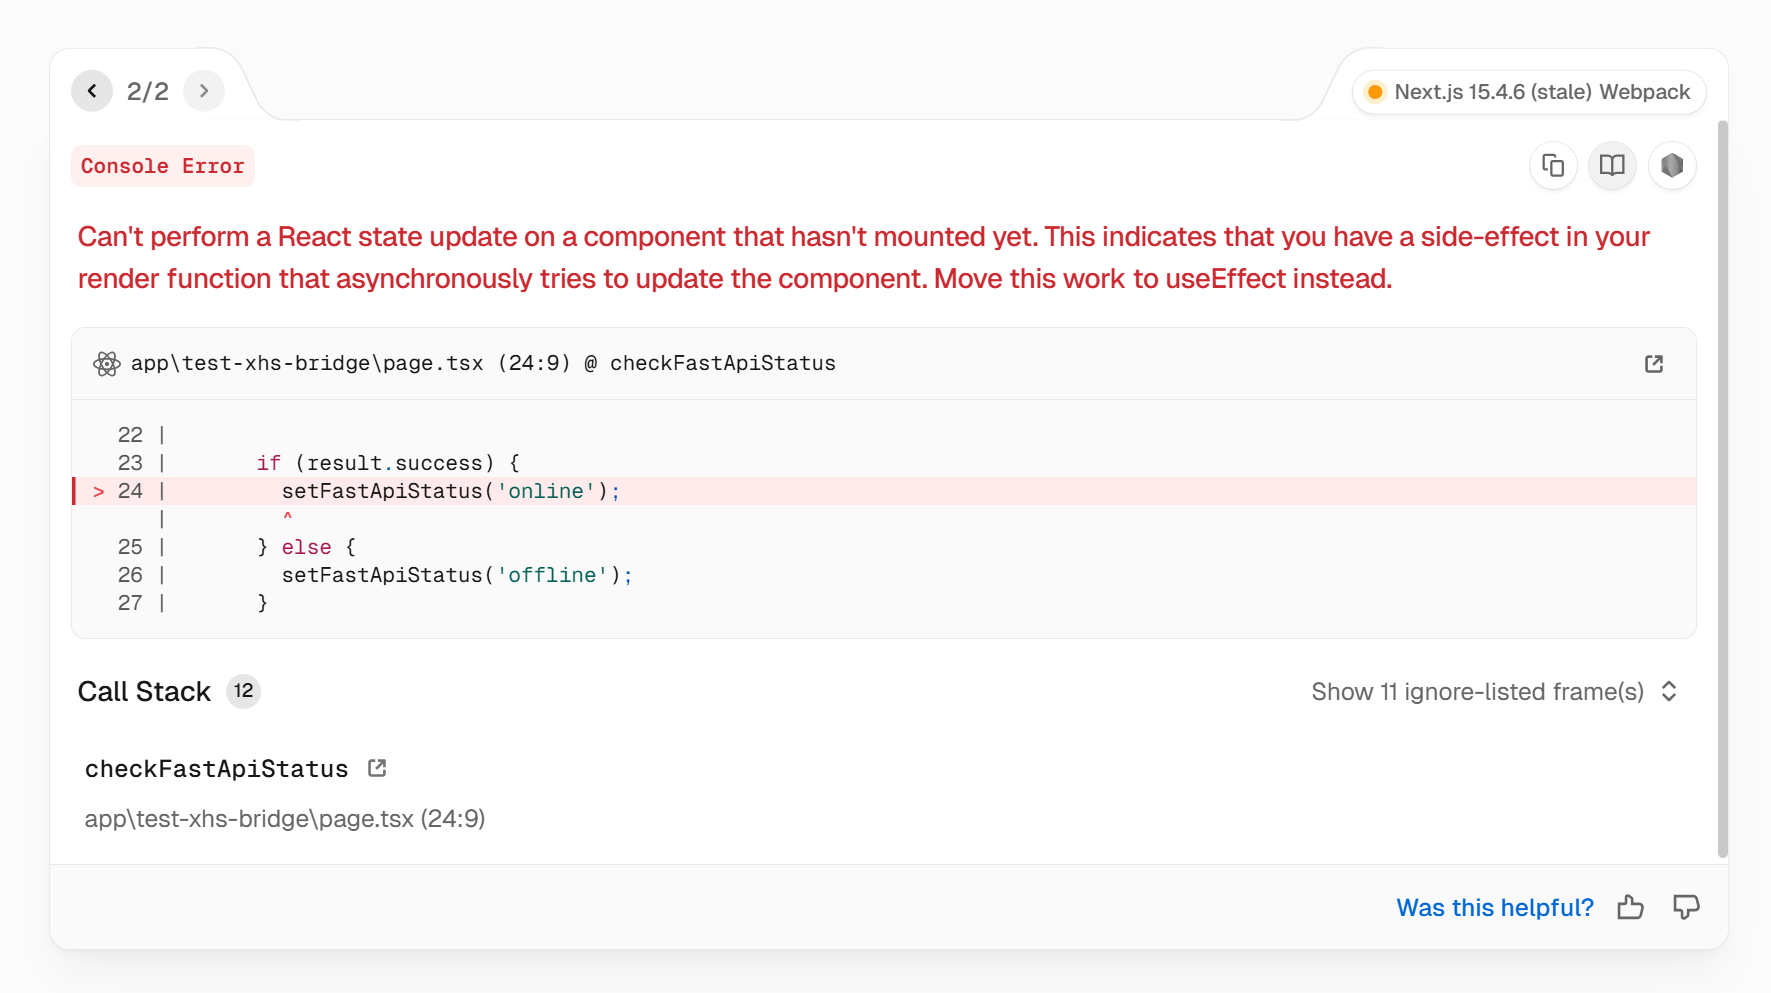 2/2
Next.js 15.4.6 (stale) Webpack
Console Error
Can't perform a React state update on a component that hasn't mounted yet. This indicates that you have a side-effect in your
render function that asynchronously tries to update the component. Move this work to useEffect instead.
app\test-xhs-bridge\page.tsx (24:9) @ checkFastApiStatus
22 |
23 |       if (result.success) {
> 24 |         setFastApiStatus('online');
|         ^
25 |       } else {
26 |         setFastApiStatus('offline');
27 |       }
Call Stack 12
Show 11 ignore-listed frame(s)
checkFastApiStatus
app\test-xhs-bridge\page.tsx (24:9)
Was this helpful?